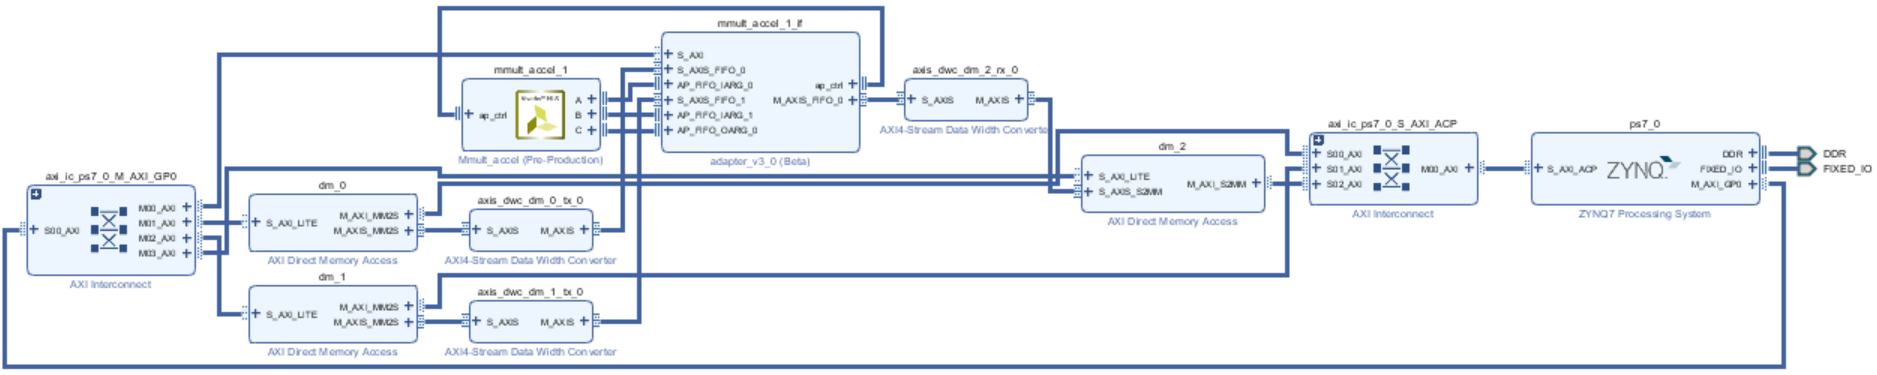 mmult_accel_1_if
S_AXI
S_AXIS_FIFO_0
AP_FIFO_IARG_0
S_AXIS_FIFO_1
AP_FIFO_IARG_1
AP_FIFO_OARG_0
ap_ctrl
M_AXIS_FIFO_0
adapter_v3_0 (Beta)
mmult_accel_1
ap_ctrl
A
B
C
Mmult_accel (Pre-Production)
axis_dwc_dm_2_rx_0
S_AXIS
M_AXIS
AXI4-Stream Data Width Converte
dm_2
S_AXI_LITE
S_AXIS_S2MM
M_AXI_S2MM
AXI Direct Memory Access
axi_ic_ps7_0_S_AXI_ACP
S00_AXI
S01_AXI
S02_AXI
M00_AXI
AXI Interconnect
ps7_0
S_AXI_ACP
ZYNQ
DDR
FIXED_IO
M_AXI_GP0
ZYNQ7 Processing System
DDR
FIXED_IO
axi_ic_ps7_0_M_AXI_GP0
S00_AXI
M00_AXI
M01_AXI
M02_AXI
M03_AXI
AXI Interconnect
dm_0
S_AXI_LITE
M_AXI_MM2S
M_AXIS_MM2S
AXI Direct Memory Access
axis_dwc_dm_0_tx_0
S_AXIS
M_AXIS
AXI4-Stream Data Width Converter
dm_1
S_AXI_LITE
M_AXI_MM2S
M_AXIS_MM2S
AXI Direct Memory Access
axis_dwc_dm_1_tx_0
S_AXIS
M_AXIS
AXI4-Stream Data Width Converter